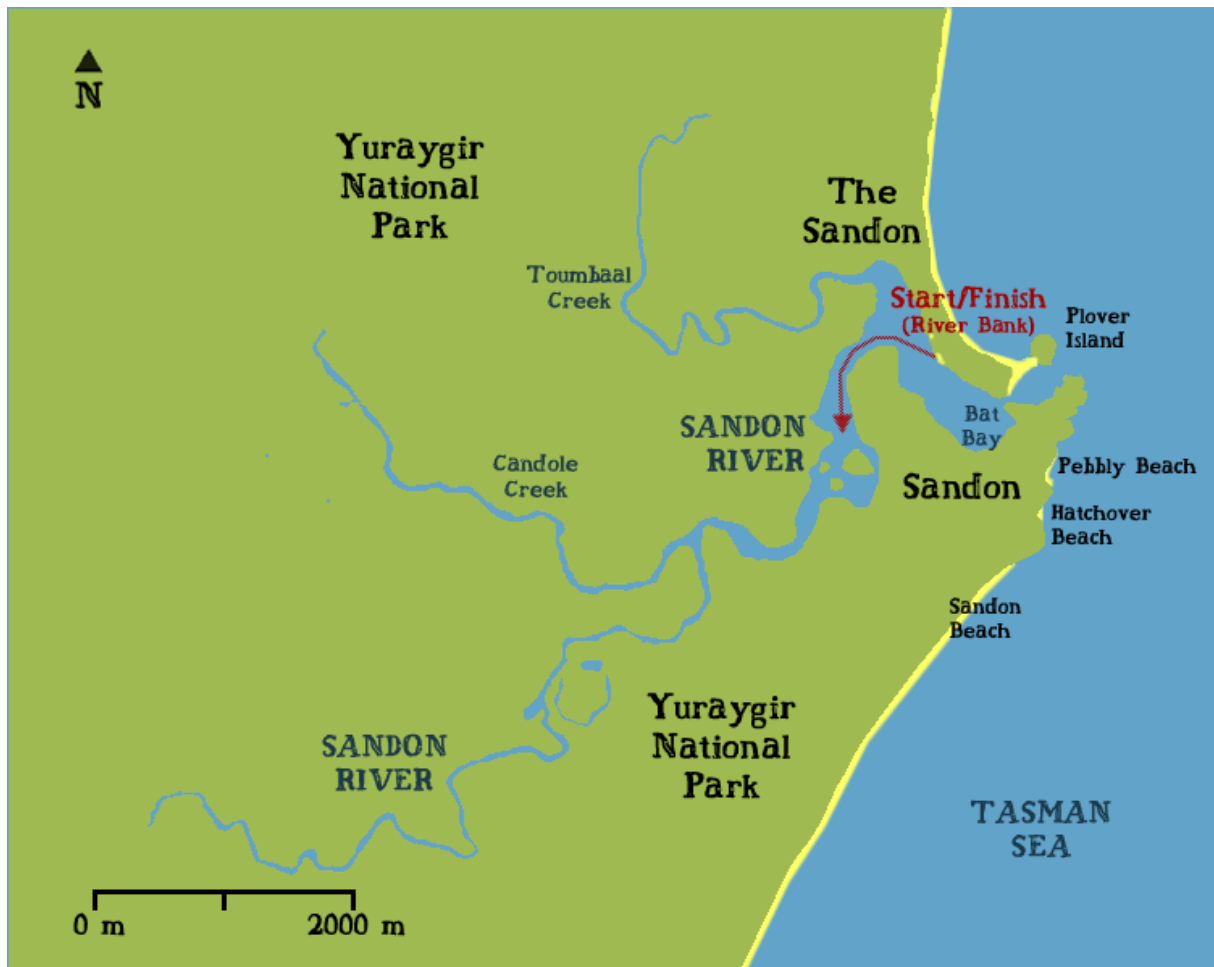 N
Yuraygir
National
Park
The
Sandon
Toumbaal
Creek
Start/Finish
(River Bank)
Plover
Island
SANDON
RIVER
Bat
Bay
Candole
Creek
Sandon
Pebbly Beach
Hatchover
Beach
Sandon
Beach
Yuraygir
National
Park
SANDON
RIVER
TASMAN
SEA
0 m 2000 m